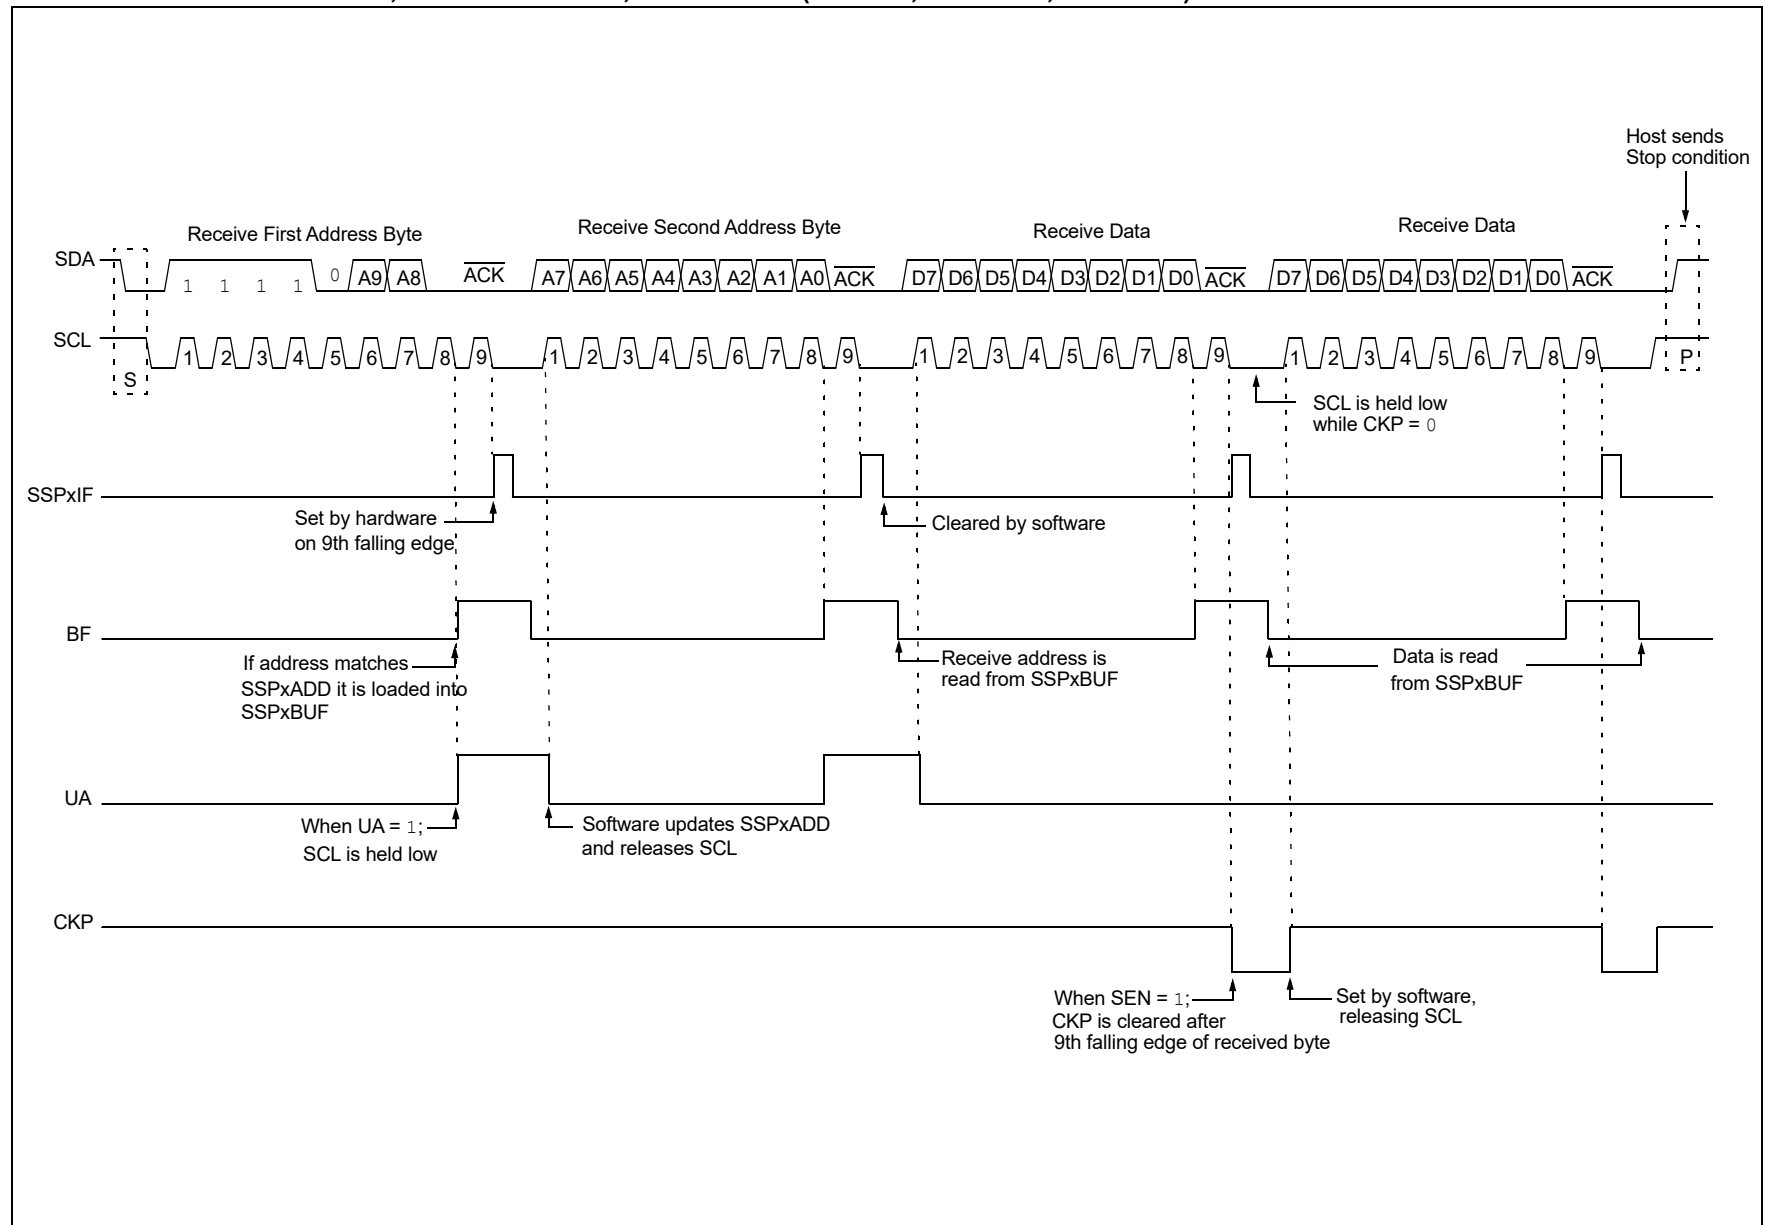 Host sends
Stop condition
Receive First Address Byte
Receive Second Address Byte
Receive Data
Receive Data
SDA
1 1 1 1 0 A9 A8 ACK A7 A6 A5 A4 A3 A2 A1 A0 ACK D7 D6 D5 D4 D3 D2 D1 D0 ACK D7 D6 D5 D4 D3 D2 D1 D0 ACK
SCL
S
1 2 3 4 5 6 7 8 9 1 2 3 4 5 6 7 8 9 1 2 3 4 5 6 7 8 9 1 2 3 4 5 6 7 8 9 P
SCL is held low
while CKP = 0
SSPxIF
Set by hardware
on 9th falling edge
Cleared by software
BF
If address matches
SSPxADD it is loaded into
SSPxBUF
Receive address is
read from SSPxBUF
Data is read
from SSPxBUF
UA
When UA = 1;
SCL is held low
Software updates SSPxADD
and releases SCL
CKP
When SEN = 1;
CKP is cleared after
9th falling edge of received byte
Set by software,
releasing SCL